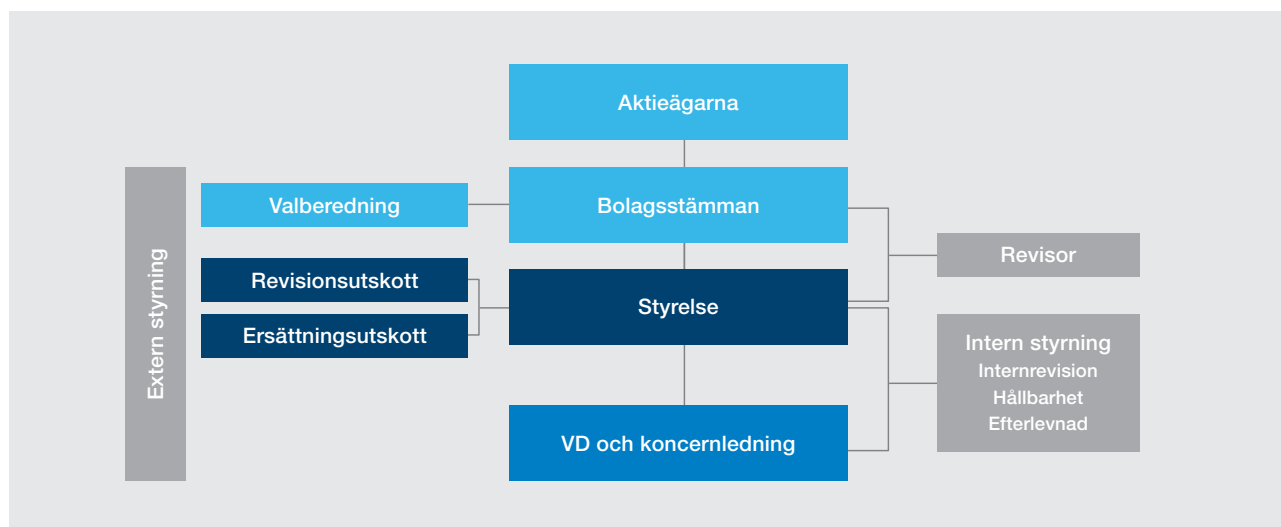 Aktieägarna
Extern styrning
Valberedning
Bolagsstämman
Revisor
Revisionsutskott
Ersättningsutskott
Styrelse
Intern styrning
Internrevision
Hållbarhet
Efterlevnad
VD och koncernledning